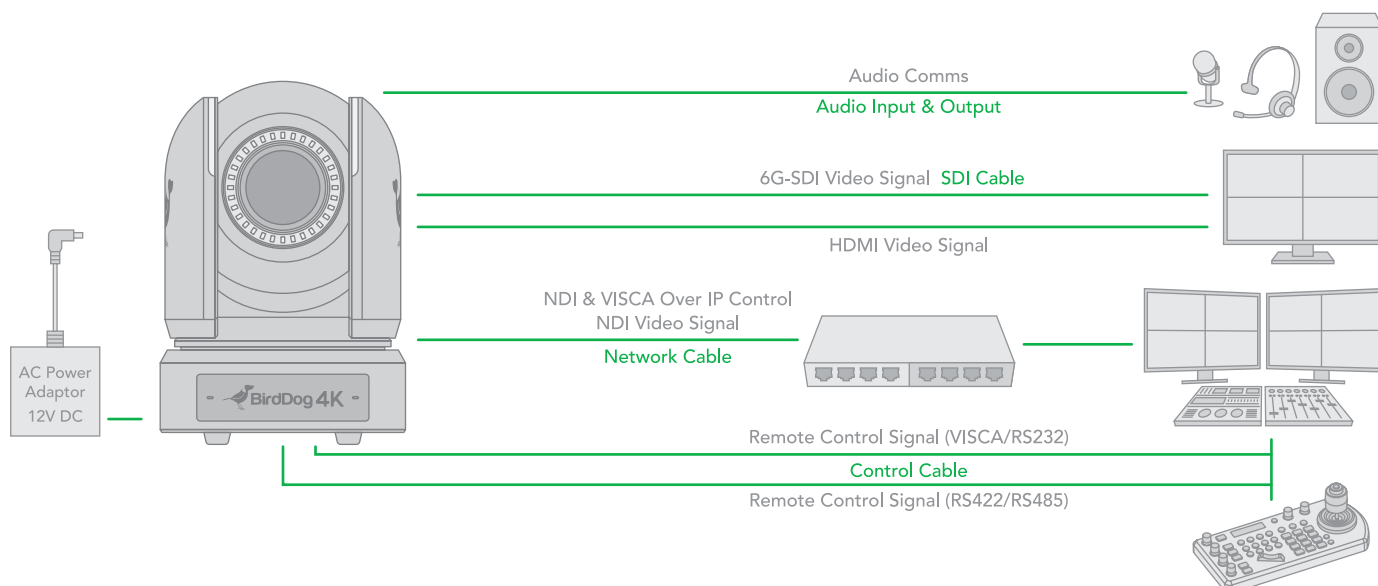 Audio Comms
Audio Input & Output
6G-SDI Video Signal SDI Cable
HDMI Video Signal
NDI & VISCA Over IP Control
NDI Video Signal
Network Cable
AC Power
Adaptor
12V DC
BirdDog 4K
Remote Control Signal (VISCA/RS232)
Control Cable
Remote Control Signal (RS422/RS485)